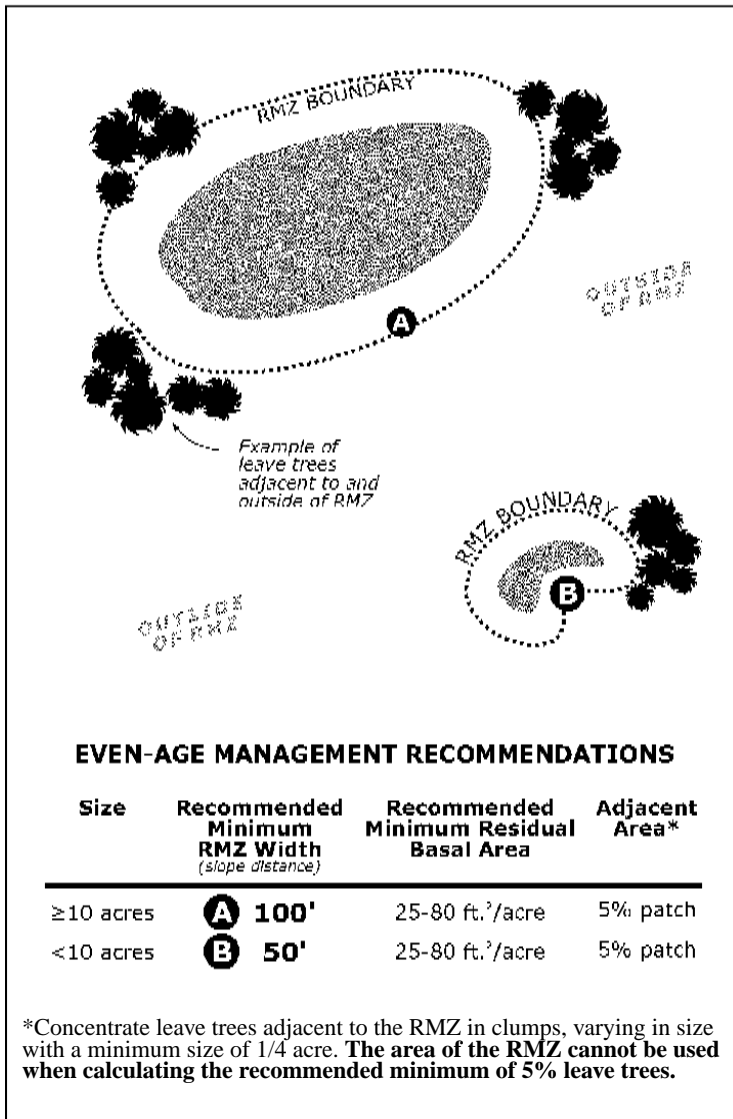 RMZ BOUNDARY
OUTSIDE
OF RMZ
A
Example of
leave trees
adjacent to and
outside of RMZ
RMZ BOUNDARY
B
OUTSIDE
OF RMZ
EVEN-AGE MANAGEMENT RECOMMENDATIONS
Size Recommended Minimum RMZ Width (slope distance) Recommended Minimum Residual Basal Area Adjacent Area*
≥10 acres A 100' 25-80 ft.²/acre 5% patch
<10 acres B 50' 25-80 ft.²/acre 5% patch
*Concentrate leave trees adjacent to the RMZ in clumps, varying in size
with a minimum size of 1/4 acre. The area of the RMZ cannot be used
when calculating the recommended minimum of 5% leave trees.